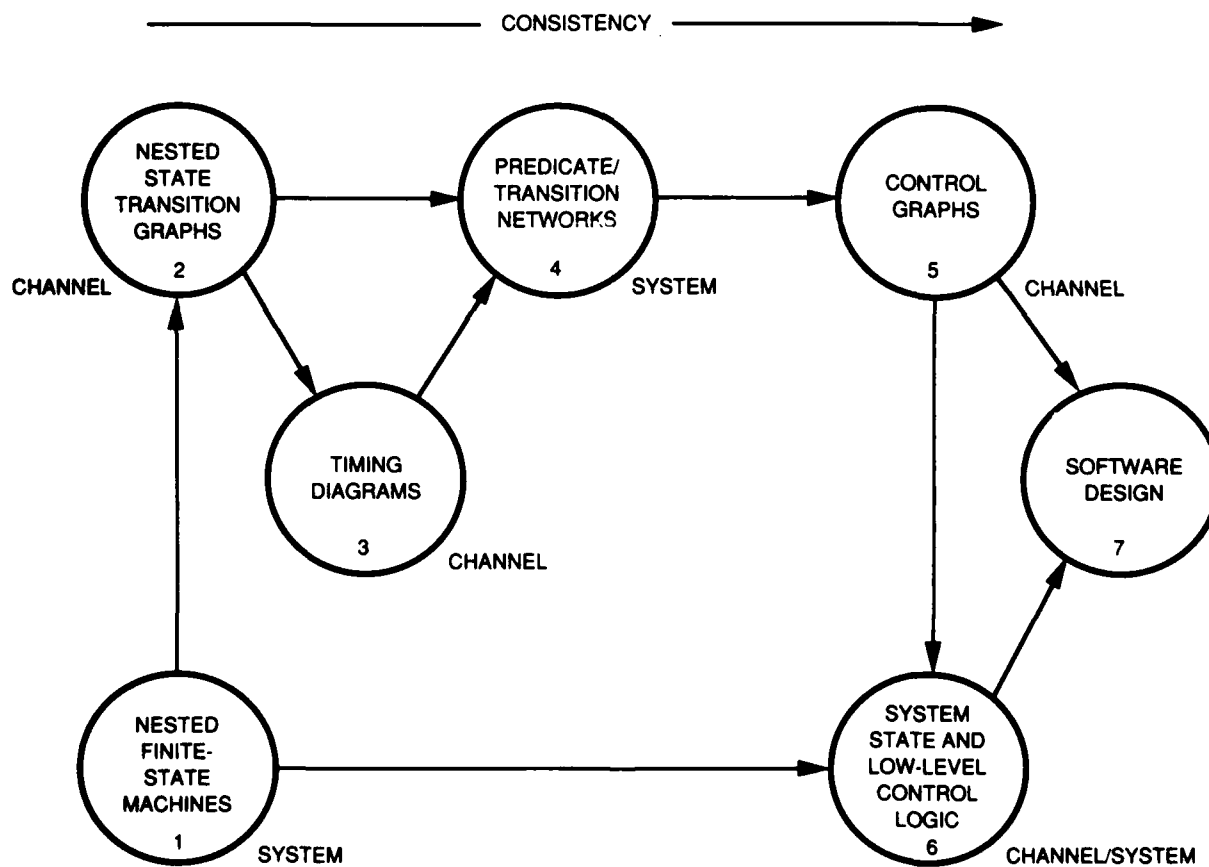 CONSISTENCY
NESTED
STATE
TRANSITION
GRAPHS
2
CHANNEL
PREDICATE/
TRANSITION
NETWORKS
4
SYSTEM
CONTROL
GRAPHS
5
CHANNEL
TIMING
DIAGRAMS
3
CHANNEL
SOFTWARE
DESIGN
7
NESTED
FINITE-
STATE
MACHINES
1
SYSTEM
SYSTEM
STATE AND
LOW-LEVEL
CONTROL
LOGIC
6
CHANNEL/SYSTEM